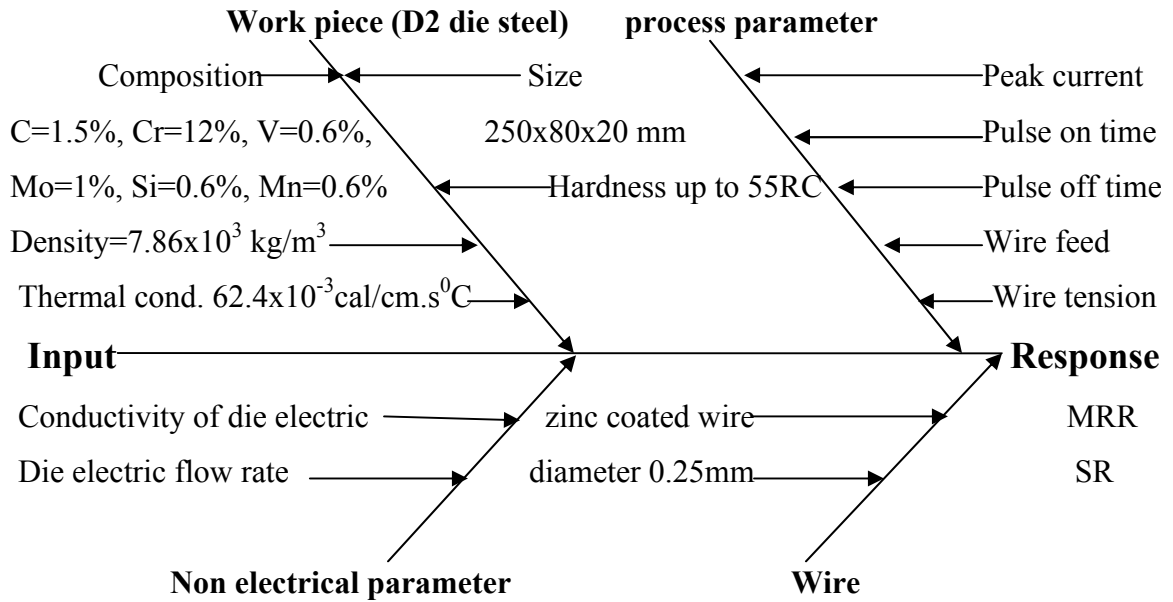 Work piece (D2 die steel) process parameter
Composition Size Peak current
C=1.5%, Cr=12%, V=0.6%, 250x80x20 mm Pulse on time
Mo=1%, Si=0.6%, Mn=0.6% Hardness up to 55RC Pulse off time
Density=7.86x10³ kg/m³ Wire feed
Thermal cond. 62.4x10⁻³cal/cm.s⁰C Wire tension
Input Response
Conductivity of die electric zinc coated wire MRR
Die electric flow rate diameter 0.25mm SR
Non electrical parameter Wire